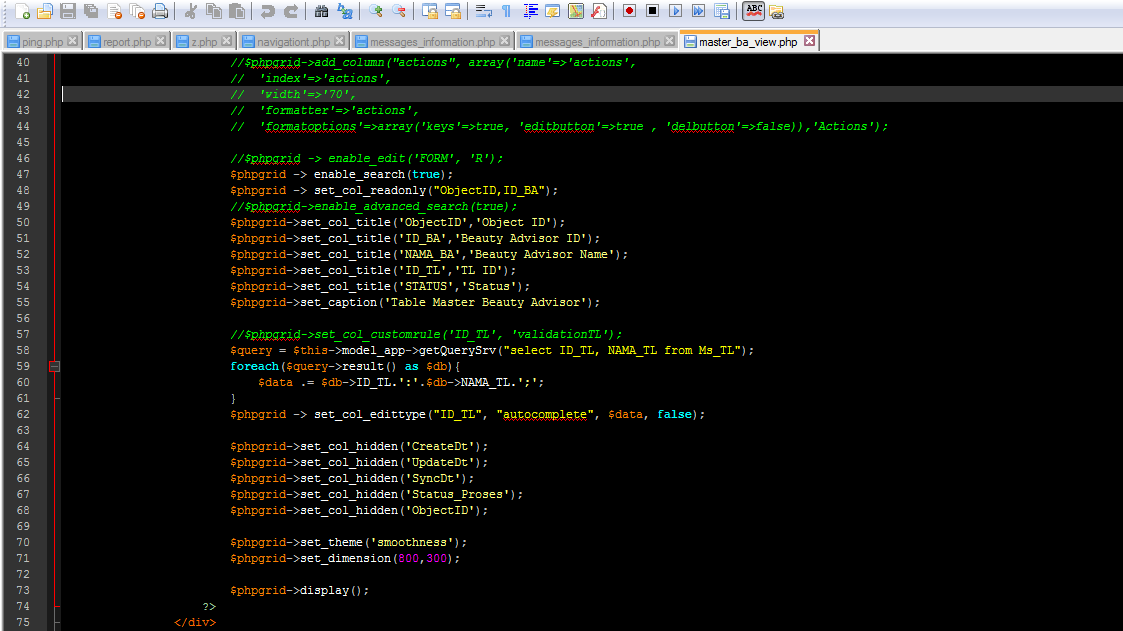 ABC
ping.php report.php z.php navigationt.php messages_information.php messages_information.php master_ba_view.php
40 //$phpgrid->add_column("actions", array('name'=>'actions',
41 // 'index'=>'actions',
42 // 'width'=>'70',
43 // 'formatter'=>'actions',
44 // 'formatoptions'=>array('keys'=>true, 'editbutton'=>true , 'delbutton'=>false)),'Actions');
45
46 //$phpgrid -> enable_edit('FORM', 'R');
47 $phpgrid -> enable_search(true);
48 $phpgrid -> set_col_readonly("ObjectID,ID_BA");
49 //$phpgrid->enable_advanced_search(true);
50 $phpgrid->set_col_title('ObjectID','Object ID');
51 $phpgrid->set_col_title('ID_BA','Beauty Advisor ID');
52 $phpgrid->set_col_title('NAMA_BA','Beauty Advisor Name');
53 $phpgrid->set_col_title('ID_TL','TL ID');
54 $phpgrid->set_col_title('STATUS','Status');
55 $phpgrid->set_caption('Table Master Beauty Advisor');
56
57 //$phpgrid->set_col_customrule('ID_TL', 'validationTL');
58 $query = $this->model_app->getQuerySrv("select ID_TL, NAMA_TL from Ms_TL");
59 foreach($query->result() as $db){
60 $data .= $db->ID_TL.':'.$db->NAMA_TL.';';
61 }
62 $phpgrid -> set_col_edittype("ID_TL", "autocomplete", $data, false);
63
64 $phpgrid->set_col_hidden('CreateDt');
65 $phpgrid->set_col_hidden('UpdateDt');
66 $phpgrid->set_col_hidden('SyncDt');
67 $phpgrid->set_col_hidden('Status_Proses');
68 $phpgrid->set_col_hidden('ObjectID');
69
70 $phpgrid->set_theme('smoothness');
71 $phpgrid->set_dimension(800,300);
72
73 $phpgrid->display();
74 ?>
75 </div>